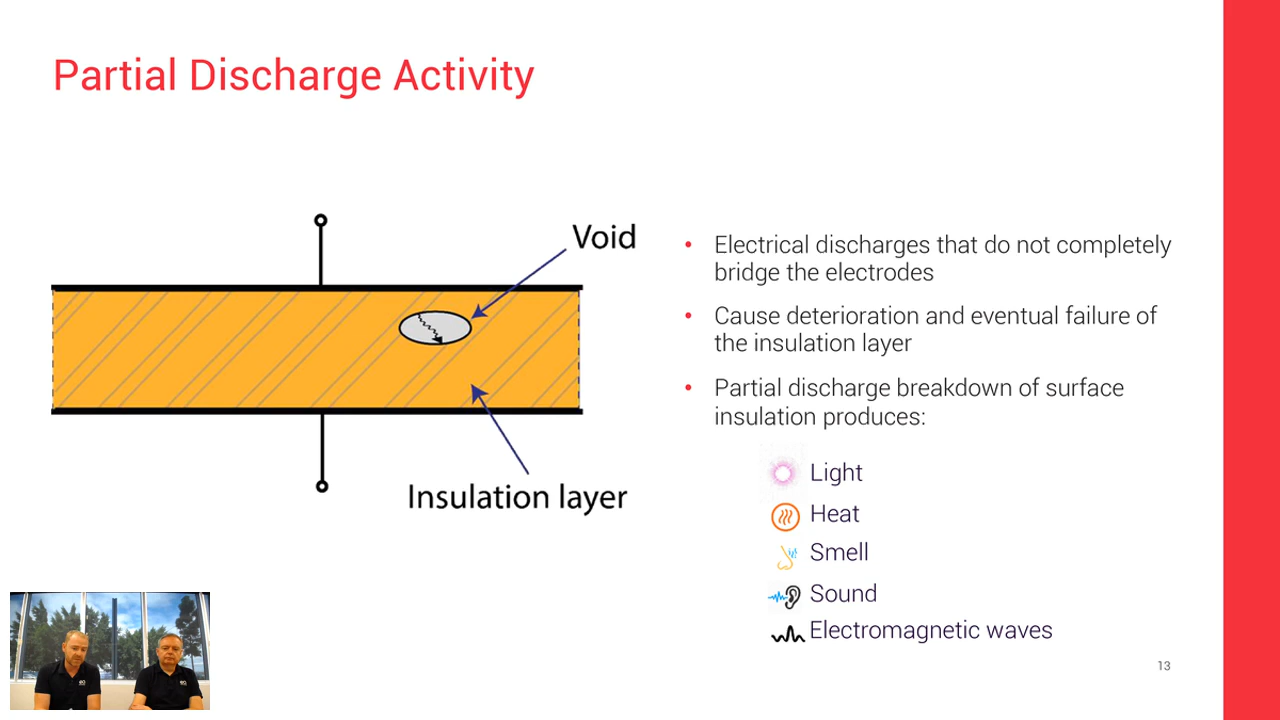 Partial Discharge Activity
Void
Insulation layer
• Electrical discharges that do not completely
bridge the electrodes
• Cause deterioration and eventual failure of
the insulation layer
• Partial discharge breakdown of surface
insulation produces:
Light
Heat
Smell
Sound
Electromagnetic waves
13